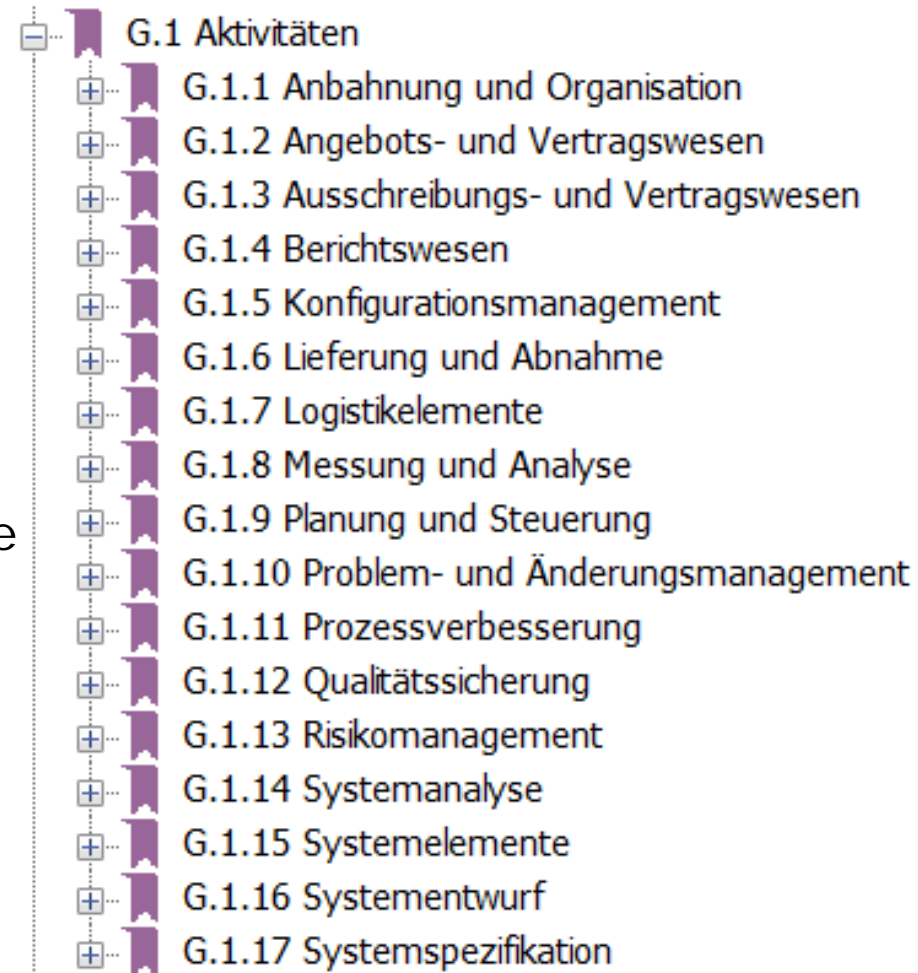 G.1 Aktivitäten
G.1.1 Anbahnung und Organisation
G.1.2 Angebots- und Vertragswesen
G.1.3 Ausschreibungs- und Vertragswesen
G.1.4 Berichtswesen
G.1.5 Konfigurationsmanagement
G.1.6 Lieferung und Abnahme
G.1.7 Logistikelemente
G.1.8 Messung und Analyse
G.1.9 Planung und Steuerung
e
G.1.10 Problem- und Änderungsmanagement
G.1.11 Prozessverbesserung
G.1.12 Qualitätssicherung
G.1.13 Risikomanagement
G.1.14 Systemanalyse
G.1.15 Systemelemente
G.1.16 Systementwurf
G.1.17 Systemspezifikation